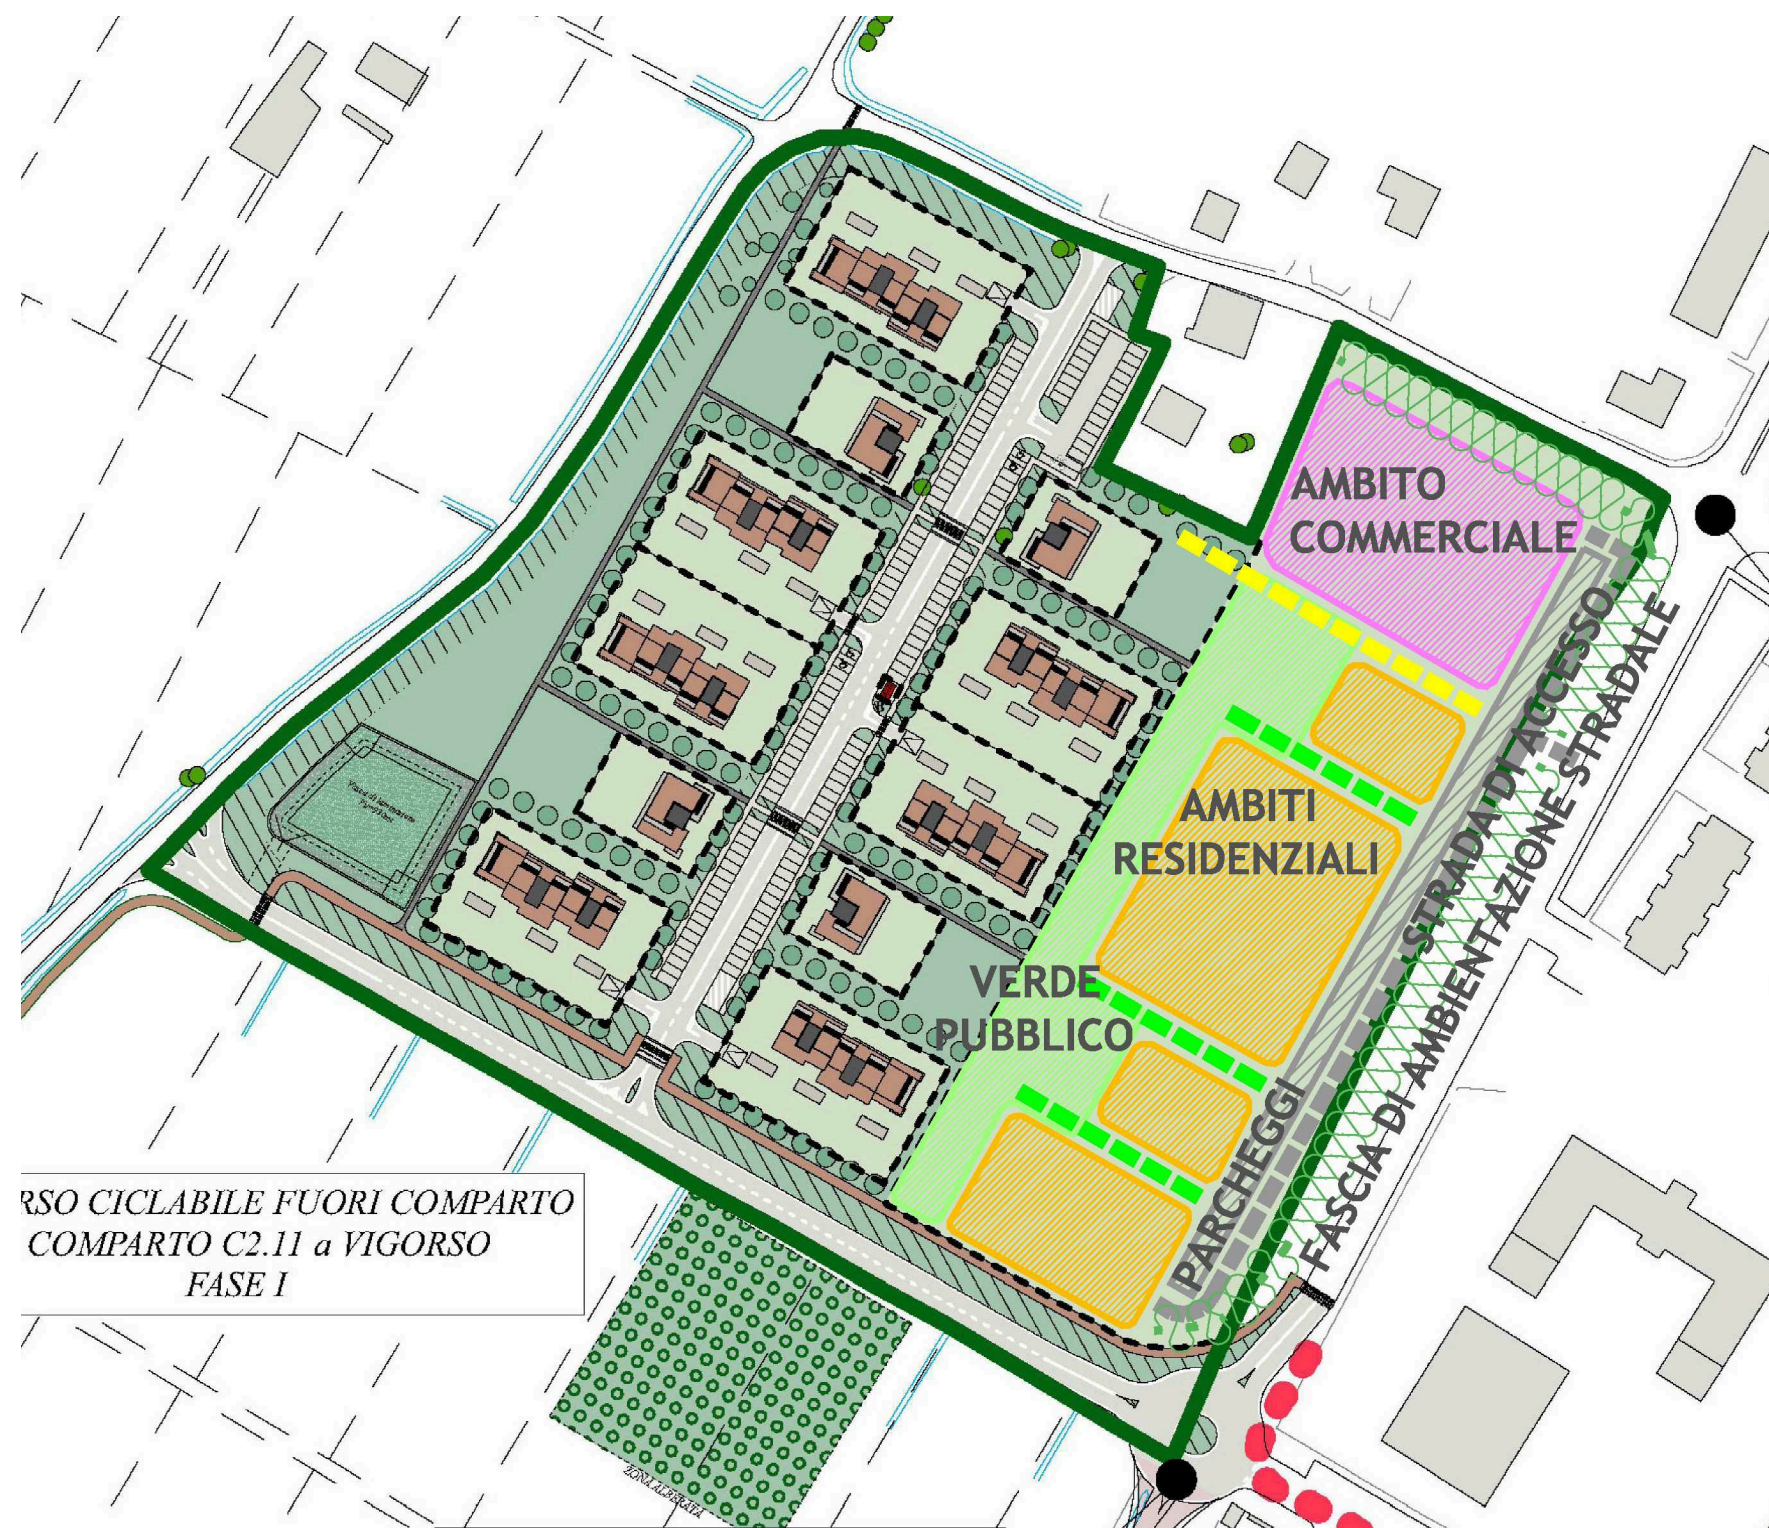 AMBITO
COMMERCIALE
AMBITI
RESIDENZIALI
VERDE
PUBBLICO
STRADA DI ACCESSO
FASCIA DI AMBIENTAZIONE STRADALE
PARCHEGGI
RSO CICLABILE FUORI COMPARTO
COMPARTO C2.11 a VIGORSO
FASE I
ZONA ALBERATA